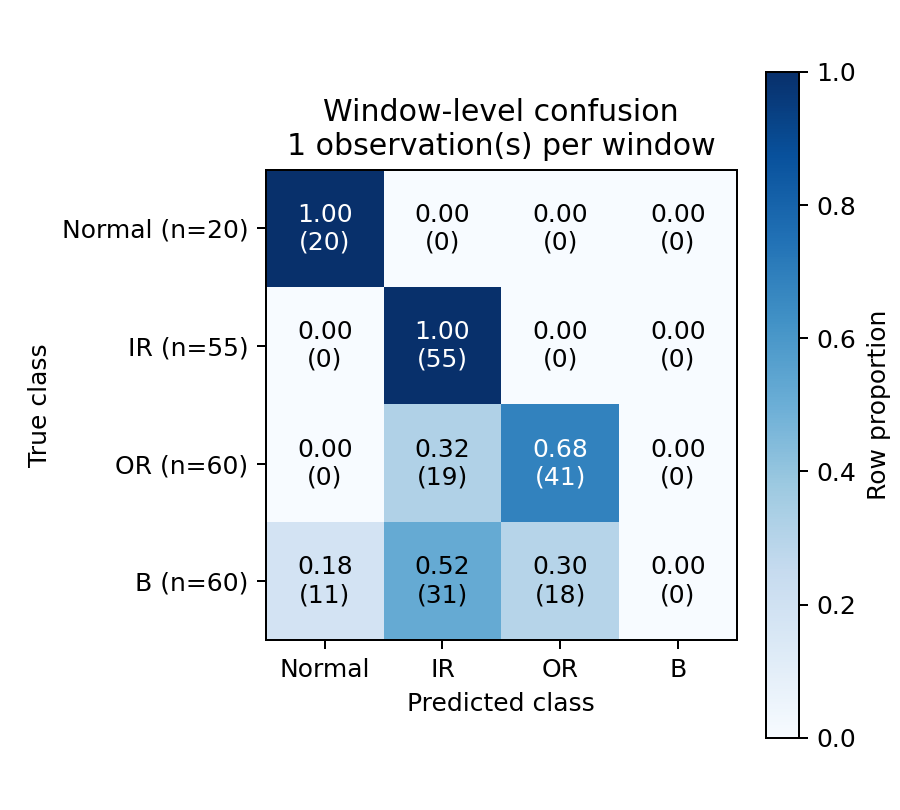 Window-level confusion
1 observation(s) per window
Normal (n=20)
1.00 0.00 0.00 0.00
(20) (0) (0) (0)
IR (n=55)
0.00 1.00 0.00 0.00
(0) (55) (0) (0)
OR (n=60)
0.00 0.32 0.68 0.00
(0) (19) (41) (0)
B (n=60)
0.18 0.52 0.30 0.00
(11) (31) (18) (0)
Normal IR OR B
Predicted class
True class
1.0
0.8
0.6
0.4
0.2
0.0
Row proportion